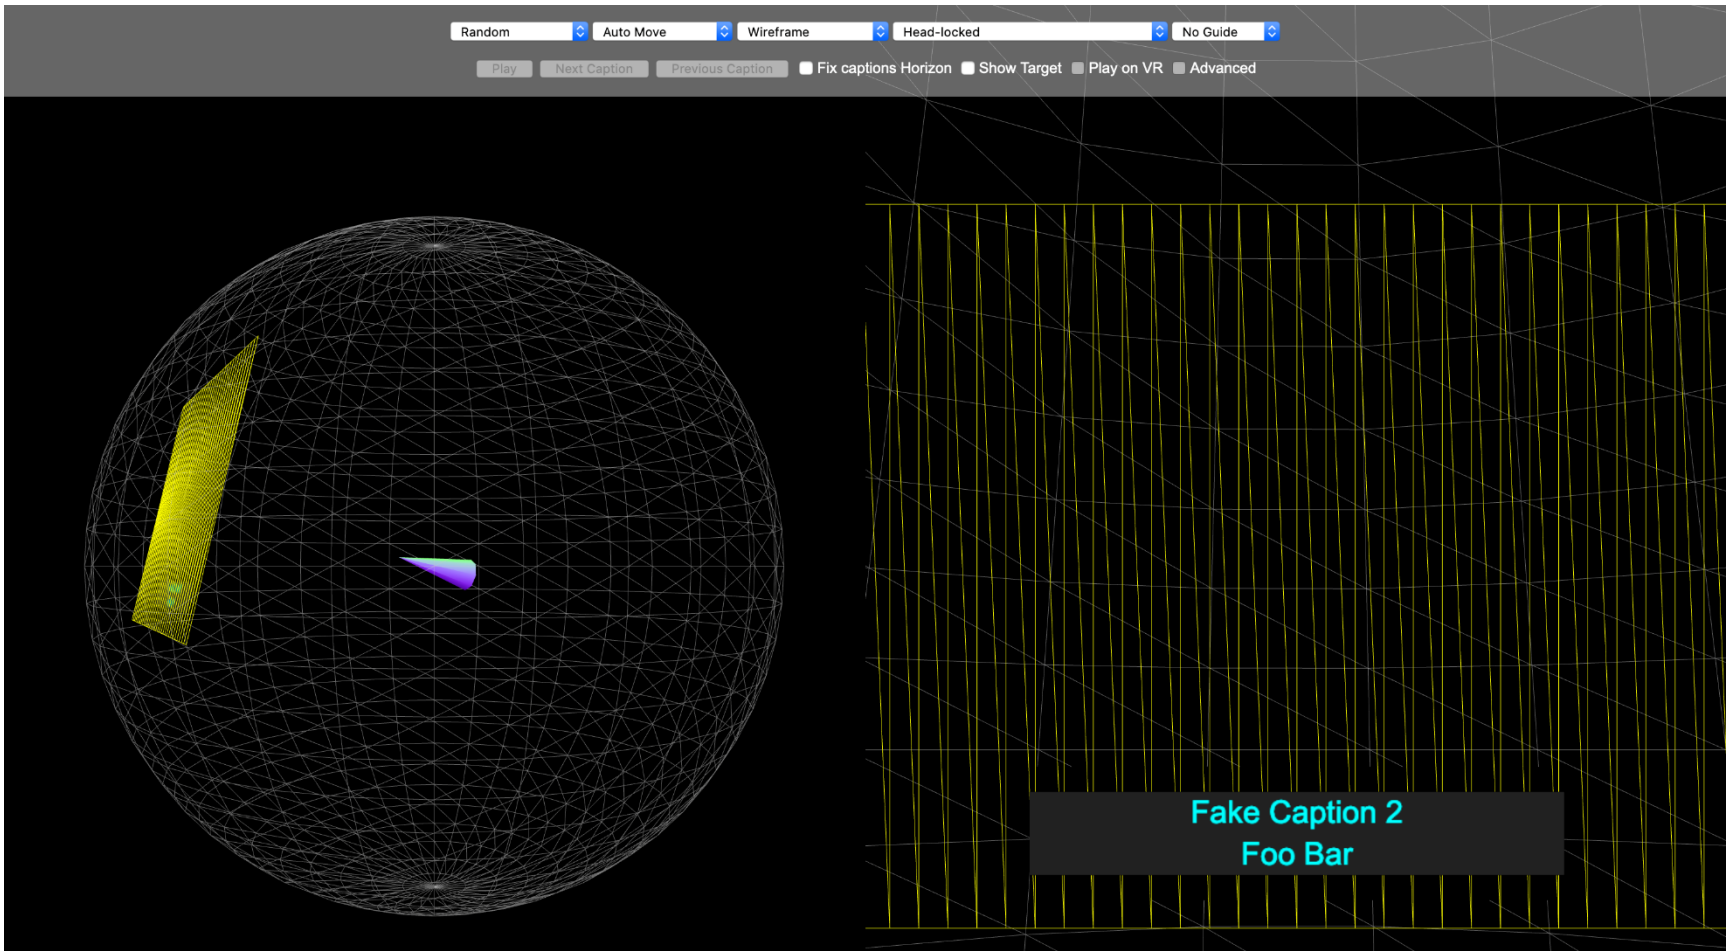 Random Auto Move Wireframe Head-locked No Guide
Play Next Caption Previous Caption Fix captions Horizon Show Target Play on VR Advanced
Fake Caption 2
Foo Bar